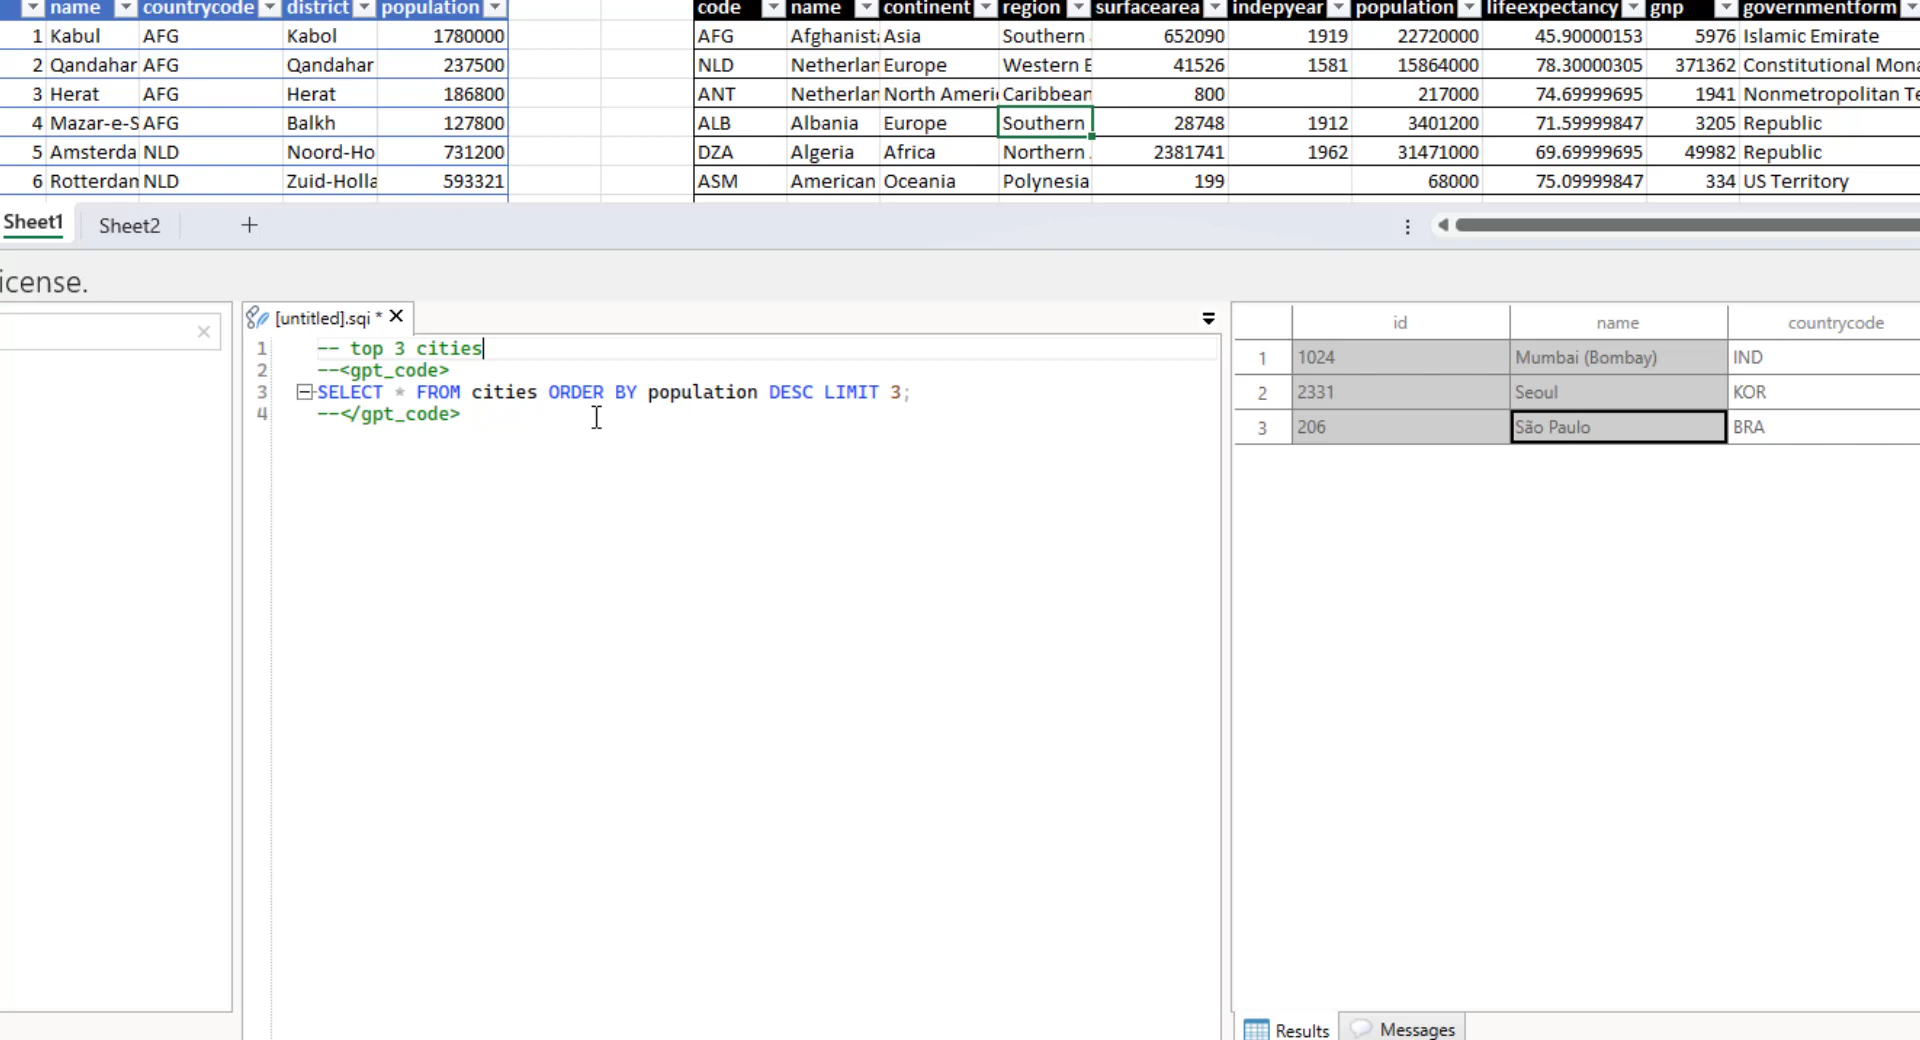 name countrycode district population code name continent region surfacearea indepyear population lifeexpectancy gnp governmentform
1 Kabul AFG Kabol 1780000 AFG Afghanista Asia Southern 652090 1919 22720000 45.90000153 5976 Islamic Emirate
2 Qandahar AFG Qandahar 237500 NLD Netherlan Europe Western E 41526 1581 15864000 78.30000305 371362 Constitutional Mona
3 Herat AFG Herat 186800 ANT Netherlan North Ameri Caribbean 800 217000 74.69999695 1941 Nonmetropolitan Te
4 Mazar-e-S AFG Balkh 127800 ALB Albania Europe Southern 28748 1912 3401200 71.59999847 3205 Republic
5 Amsterda NLD Noord-Ho 731200 DZA Algeria Africa Northern 2381741 1962 31471000 69.69999695 49982 Republic
6 Rotterdan NLD Zuid-Holla 593321 ASM American Oceania Polynesia 199 68000 75.09999847 334 US Territory
Sheet1 Sheet2
icense.
[untitled].sqi *
1 -- top 3 cities
2 --<gpt_code>
3 SELECT * FROM cities ORDER BY population DESC LIMIT 3;
4 --</gpt_code>
id name countrycode
1 1024 Mumbai (Bombay) IND
2 2331 Seoul KOR
3 206 São Paulo BRA
Results Messages